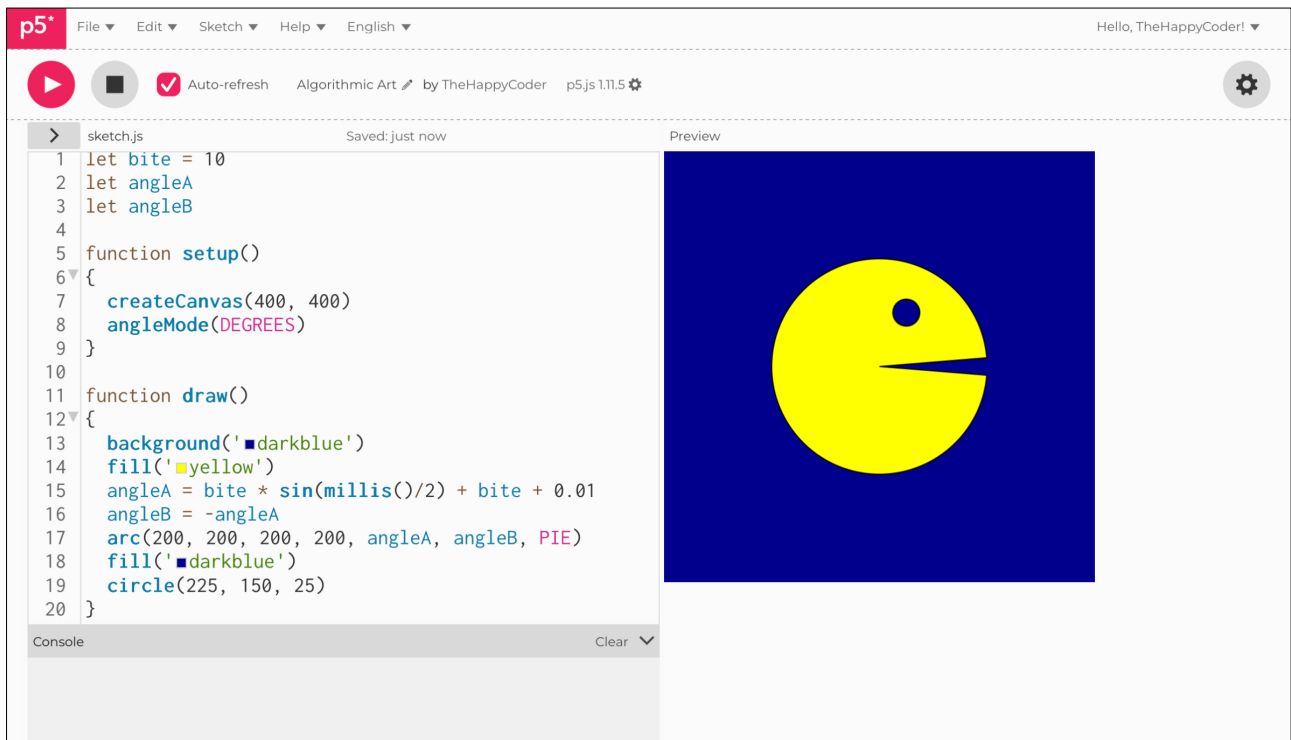 p5* File Edit Sketch Help English Hello, TheHappyCoder!
Auto-refresh Algorithmic Art by TheHappyCoder p5.js 1.11.5
sketch.js Saved: just now Preview
1 let bite = 10
2 let angleA
3 let angleB
4
5 function setup()
6 {
7 createCanvas(400, 400)
8 angleMode(DEGREES)
9 }
10
11 function draw()
12 {
13 background('darkblue')
14 fill('yellow')
15 angleA = bite * sin(millis()/2) + bite + 0.01
16 angleB = -angleA
17 arc(200, 200, 200, 200, angleA, angleB, PIE)
18 fill('darkblue')
19 circle(225, 150, 25)
20 }
Console Clear